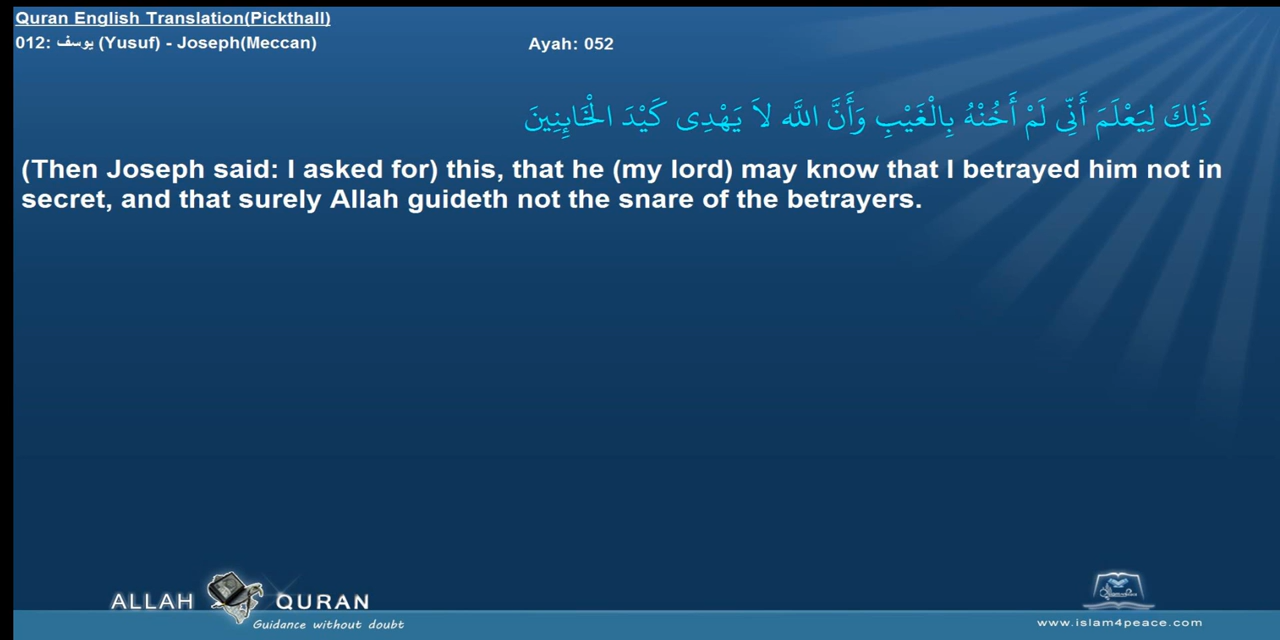 Quran English Translation(Pickthall)
012: يوسف (Yusuf) - Joseph(Meccan) Ayah: 052
ذَلِكَ لِيَعْلَمَ أَنِّي لَمْ أَخُنْهُ بِالْغَيْبِ وَأَنَّ اللَّه لاَ يَهْدِى كَيْدَ الْخَائِنِينَ
(Then Joseph said: I asked for) this, that he (my lord) may know that I betrayed him not in
secret, and that surely Allah guideth not the snare of the betrayers.
ALLAH QURAN
Guidance without doubt
www.islam4peace.com